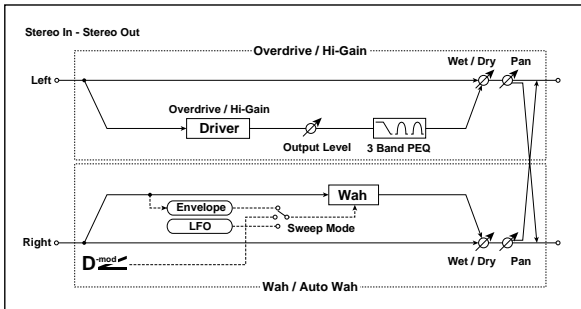 Stereo In - Stereo Out
Overdrive / Hi-Gain
Wet / Dry Pan
Left
Overdrive / Hi-Gain
Driver
Output Level 3 Band PEQ
Envelope Wah
LFO Sweep Mode
Right
D-mod
Wet / Dry Pan
Wah / Auto Wah